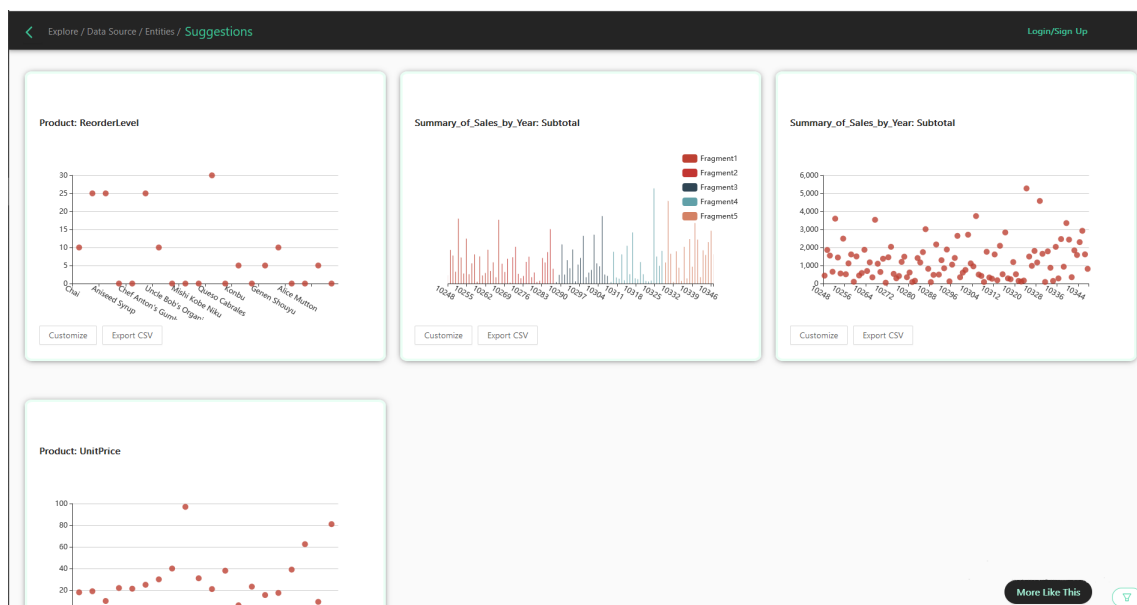 Explore / Data Source / Entities / Suggestions
Login/Sign Up
Product: ReorderLevel
30
25
20
15
10
5
0
Chai
Aniseed Syrup
Chef Anton's Gumb
Uncle Bob's Organi
Mishi Kobe Niku
Queso Cabrales
Konbu
Genen Shouyu
Alice Mutton
Customize
Export CSV
Summary_of_Sales_by_Year: Subtotal
Fragment1
Fragment2
Fragment3
Fragment4
Fragment5
10248
10255
10262
10269
10276
10283
10290
10297
10304
10311
10318
10325
10332
10339
10346
Customize
Export CSV
Summary_of_Sales_by_Year: Subtotal
6,000
5,000
4,000
3,000
2,000
1,000
0
10248
10256
10264
10272
10280
10288
10296
10304
10312
10320
10328
10336
10344
Customize
Export CSV
Product: UnitPrice
100
80
60
40
20
More Like This